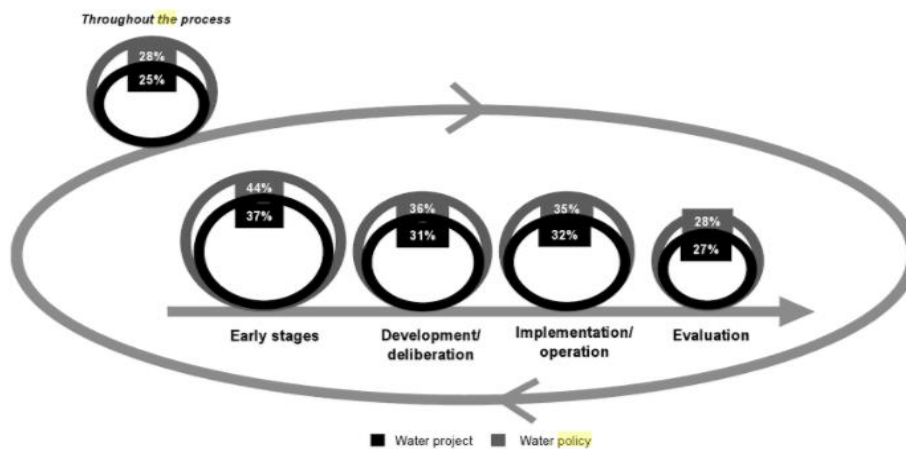 Throughout the process
28%
25%
44%
37%
36%
31%
35%
32%
28%
27%
Early stages
Development/
deliberation
Implementation/
operation
Evaluation
Water project
Water policy